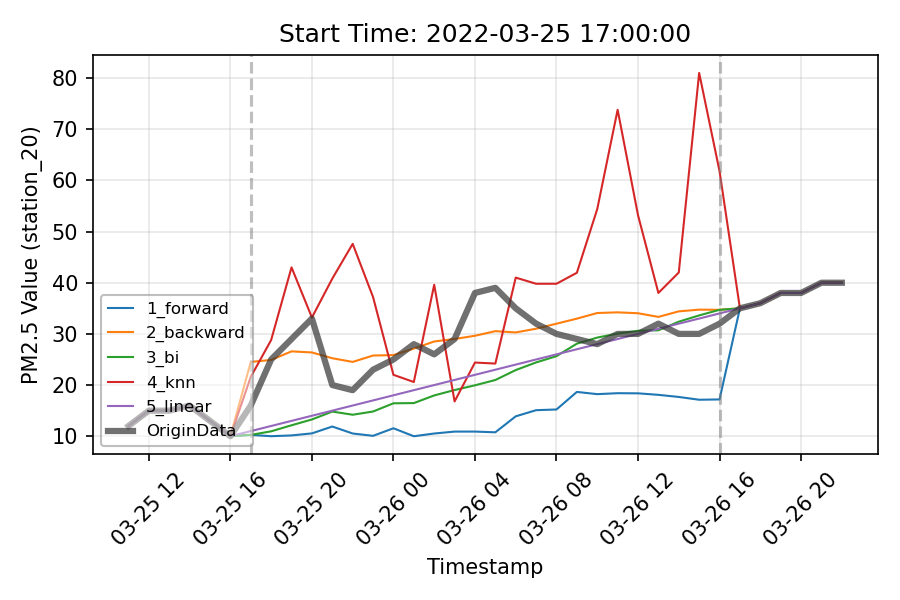 Start Time: 2022-03-25 17:00:00
PM2.5 Value (station_20)
80
70
60
50
40
30
20
10
1_forward
2_backward
3_bi
4_knn
5_linear
OriginData
03-25 12
03-25 16
03-25 20
03-26 00
03-26 04
03-26 08
03-26 12
03-26 16
03-26 20
Timestamp